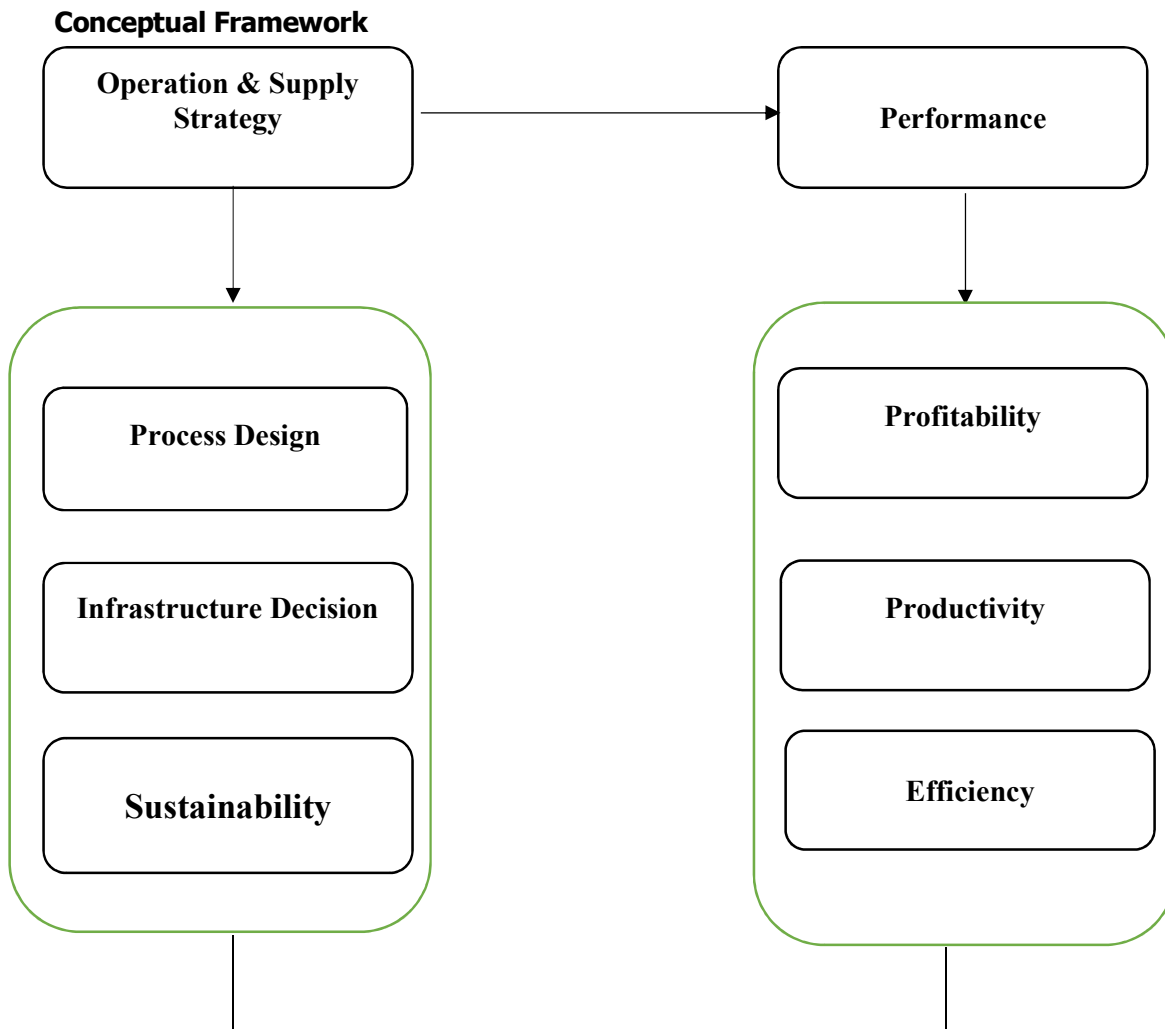 Conceptual Framework
Operation & Supply
Strategy
Performance
Process Design
Infrastructure Decision
Sustainability
Profitability
Productivity
Efficiency